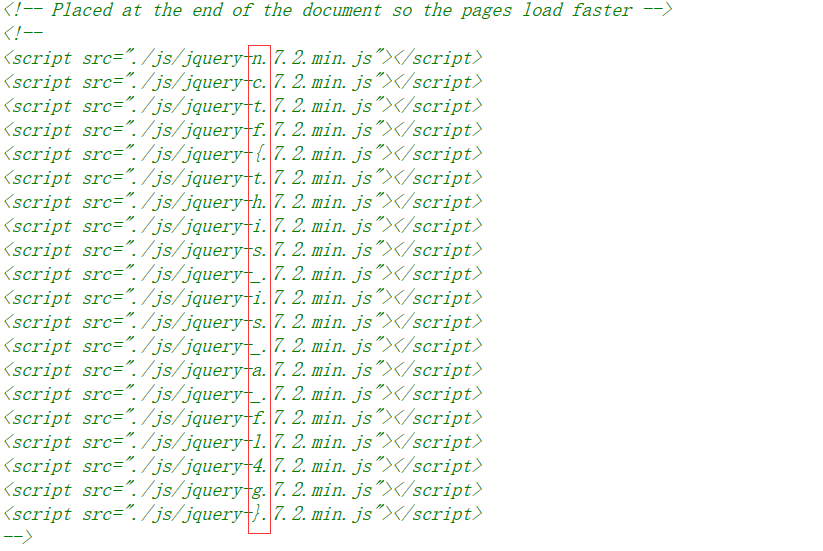 <!-- Placed at the end of the document so the pages load faster -->
<!--
<script src="./js/jquery-n.7.2.min.js"></script>
<script src="./js/jquery-c.7.2.min.js"></script>
<script src="./js/jquery-t.7.2.min.js"></script>
<script src="./js/jquery-f.7.2.min.js"></script>
<script src="./js/jquery-{.7.2.min.js"></script>
<script src="./js/jquery-t.7.2.min.js"></script>
<script src="./js/jquery-h.7.2.min.js"></script>
<script src="./js/jquery-i.7.2.min.js"></script>
<script src="./js/jquery-s.7.2.min.js"></script>
<script src="./js/jquery-_.7.2.min.js"></script>
<script src="./js/jquery-i.7.2.min.js"></script>
<script src="./js/jquery-s.7.2.min.js"></script>
<script src="./js/jquery-_.7.2.min.js"></script>
<script src="./js/jquery-a.7.2.min.js"></script>
<script src="./js/jquery-_.7.2.min.js"></script>
<script src="./js/jquery-f.7.2.min.js"></script>
<script src="./js/jquery-l.7.2.min.js"></script>
<script src="./js/jquery-4.7.2.min.js"></script>
<script src="./js/jquery-g.7.2.min.js"></script>
<script src="./js/jquery-}.7.2.min.js"></script>
-->